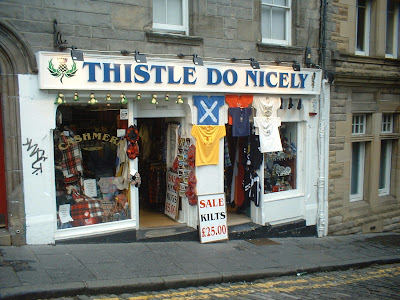 THISTLE DO NICELY
CASHMERE
SALE
KILTS
£25.00